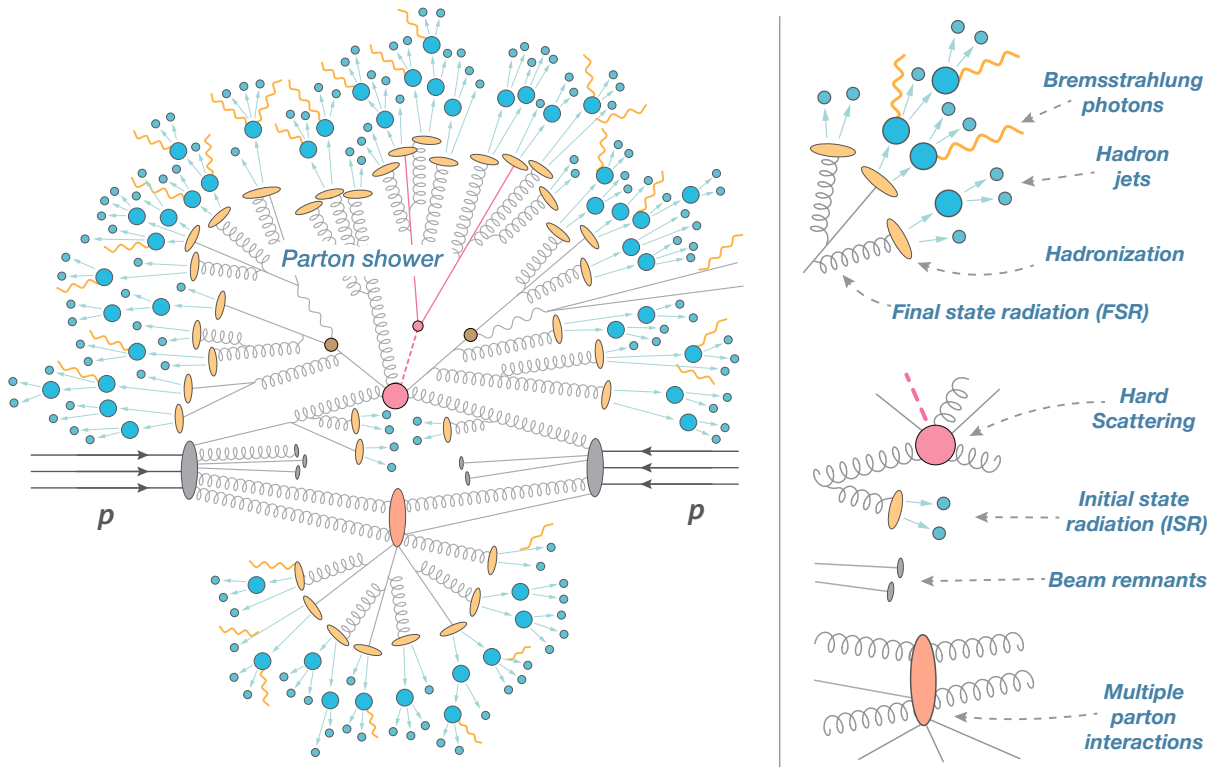 Parton shower
p
p
Bremsstrahlung
photons
Hadron
jets
Hadronization
Final state radiation (FSR)
Hard
Scattering
Initial state
radiation (ISR)
Beam remnants
Multiple
parton
interactions